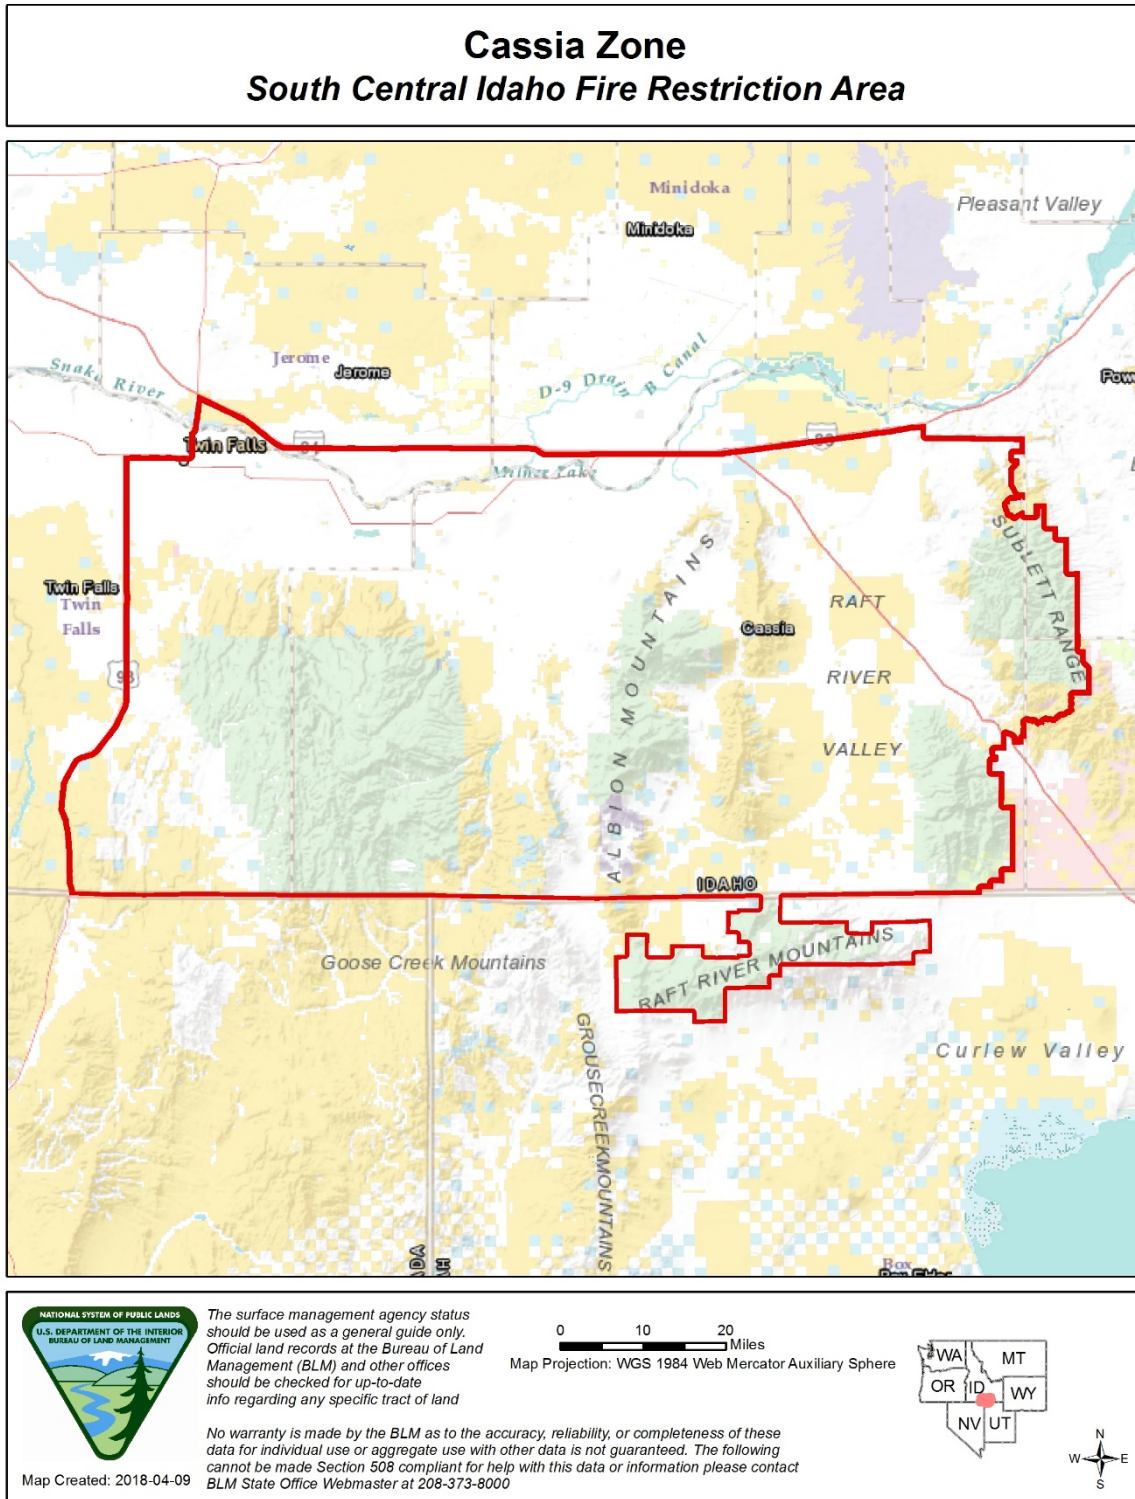 Cassia Zone
South Central Idaho Fire Restriction Area
Minidoka
Minidoka
Pleasant Valley
Snake River
Jerome
Jerome
D-9 Drain
B Canal
Twin Falls
84
86
Milner Lake
SUBLETT RANGE
ALBION MOUNTAINS
Twin Falls
Twin
Falls
93
RAFT
Cassia
RIVER
VALLEY
IDAHO
Goose Creek Mountains
RAFT RIVER MOUNTAINS
GROUSECREEKMOUNTAINS
Curlew Valley
Box
NATIONAL SYSTEM OF PUBLIC LANDS
U.S. DEPARTMENT OF THE INTERIOR
BUREAU OF LAND MANAGEMENT
Map Created: 2018-04-09
The surface management agency status
should be used as a general guide only.
Official land records at the Bureau of Land
Management (BLM) and other offices
should be checked for up-to-date
info regarding any specific tract of land
No warranty is made by the BLM as to the accuracy, reliability, or completeness of these
data for individual use or aggregate use with other data is not guaranteed. The following
cannot be made Section 508 compliant for help with this data or information please contact
BLM State Office Webmaster at 208-373-8000
0 10 20
Miles
Map Projection: WGS 1984 Web Mercator Auxiliary Sphere
WA
MT
OR
ID
WY
NV
UT
N
W E
S